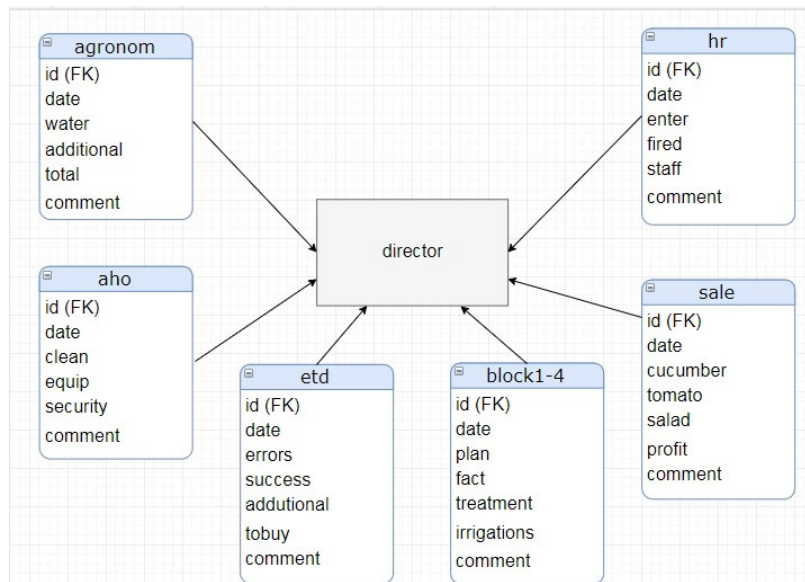 agronom
id (FK)
date
water
additional
total
comment
hr
id (FK)
date
enter
fired
staff
comment
director
aho
id (FK)
date
clean
equip
security
comment
sale
id (FK)
date
cucumber
tomato
salad
profit
comment
etd
id (FK)
date
errors
success
addutional
tobuy
comment
block1-4
id (FK)
date
plan
fact
treatment
irrigations
comment